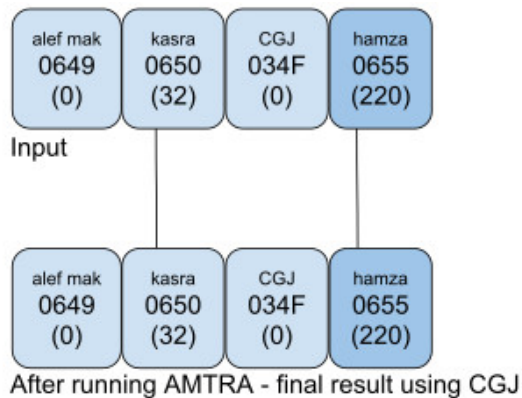 alef mak kasra CGJ hamza
0649 0650 034F 0655
(0) (32) (0) (220)
Input
alef mak kasra CGJ hamza
0649 0650 034F 0655
(0) (32) (0) (220)
After running AMTRA - final result using CGJ